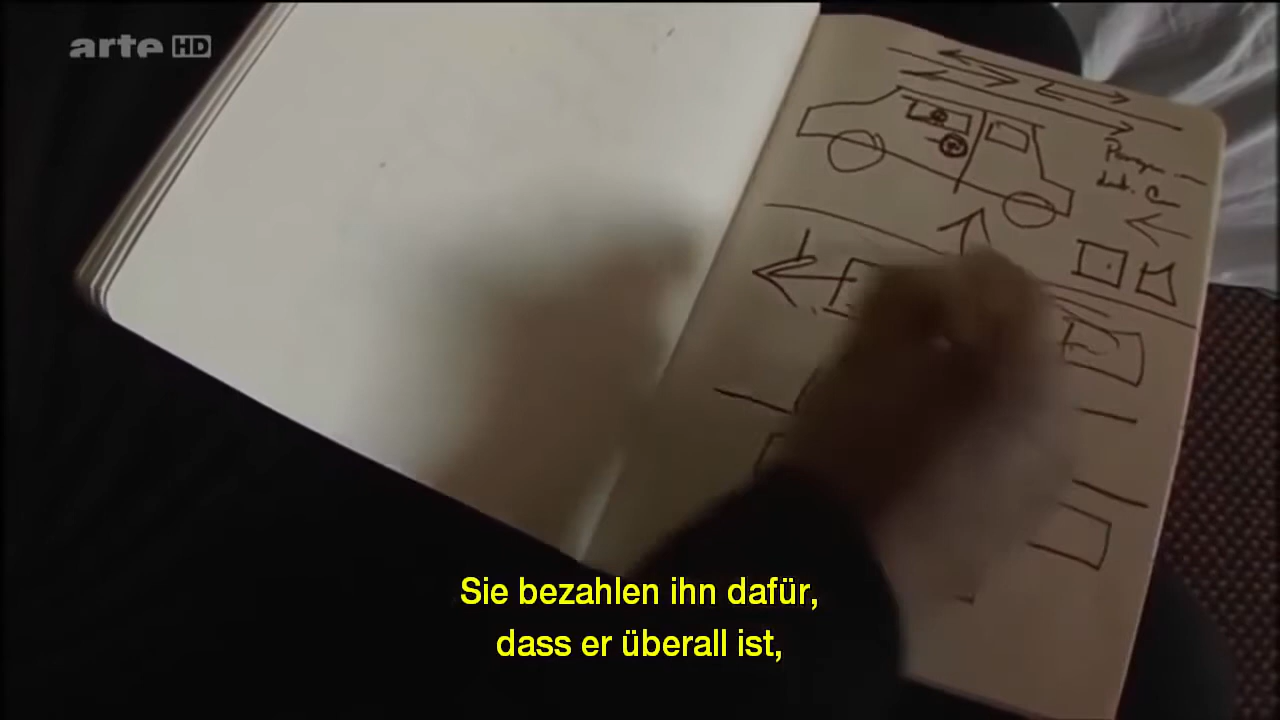 arte HD
Sie bezahlen ihn dafür,
dass er überall ist,